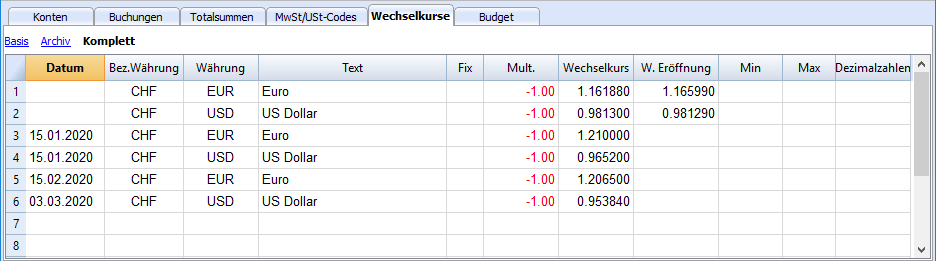 Konten Buchungen Totalsummen MwSt/USt-Codes Wechselkurse Budget
Basis Archiv Komplett
Datum Bez.Währung Währung Text Fix Mult. Wechselkurs W. Eröffnung Min Max Dezimalzahlen
1 CHF EUR Euro -1.00 1.161880 1.165990
2 CHF USD US Dollar -1.00 0.981300 0.981290
3 15.01.2020 CHF EUR Euro -1.00 1.210000
4 15.01.2020 CHF USD US Dollar -1.00 0.965200
5 15.02.2020 CHF EUR Euro -1.00 1.206500
6 03.03.2020 CHF USD US Dollar -1.00 0.953840
7
8